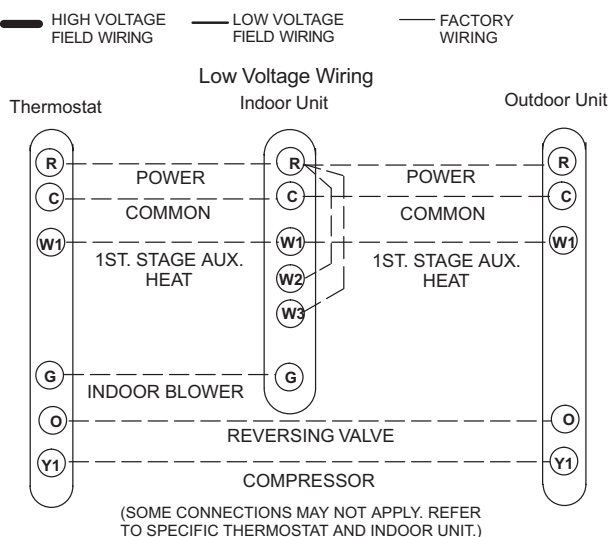 HIGH VOLTAGE
FIELD WIRING
LOW VOLTAGE
FIELD WIRING
FACTORY
WIRING
Low Voltage Wiring
Thermostat
Indoor Unit
Outdoor Unit
R
POWER
R
POWER
R
C
COMMON
C
COMMON
C
W1
1ST. STAGE AUX.
HEAT
W1
1ST. STAGE AUX.
HEAT
W1
W2
W3
G
INDOOR BLOWER
G
O
REVERSING VALVE
O
Y1
COMPRESSOR
Y1
(SOME CONNECTIONS MAY NOT APPLY. REFER
TO SPECIFIC THERMOSTAT AND INDOOR UNIT.)